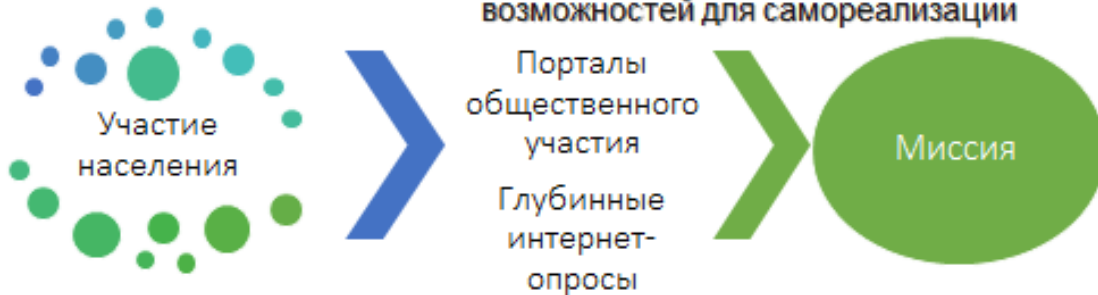 возможностей для самореализации
Участие
населения
Порталы
общественного
участия
Глубинные
интернет-
опросы
Миссия